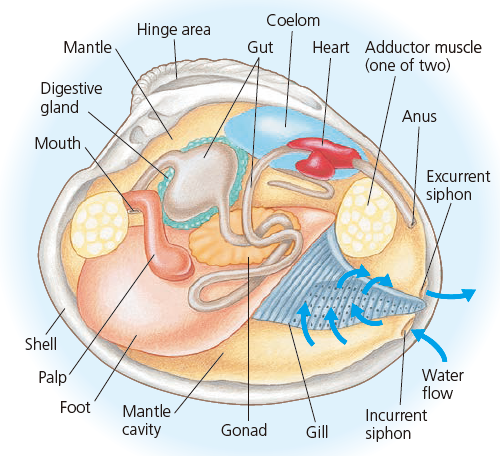 Coelom
Hinge area
Mantle
Gut
Heart
Adductor muscle
(one of two)
Digestive
gland
Anus
Mouth
Excurrent
siphon
Shell
Palp
Foot
Mantle
cavity
Gonad
Gill
Incurrent
siphon
Water
flow